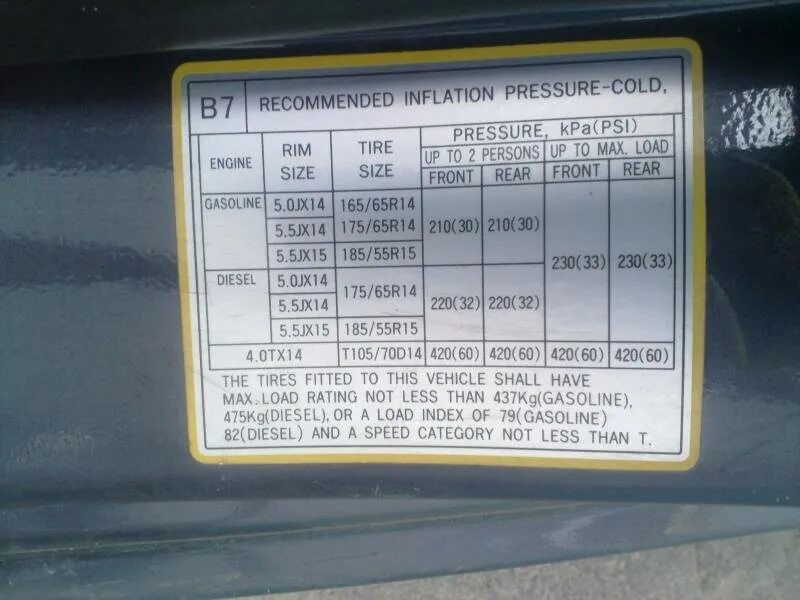 B7 RECOMMENDED INFLATION PRESSURE-COLD,
ENGINE RIM SIZE TIRE SIZE PRESSURE, kPa(PSI)
UP TO 2 PERSONS UP TO MAX. LOAD
FRONT REAR FRONT REAR
GASOLINE 5.0JX14 165/65R14
5.5JX14 175/65R14 210(30) 210(30)
5.5JX15 185/55R15
230(33) 230(33)
DIESEL 5.0JX14
175/65R14
5.5JX14 220(32) 220(32)
5.5JX15 185/55R15
4.0TX14 T105/70D14 420(60) 420(60) 420(60) 420(60)
THE TIRES FITTED TO THIS VEHICLE SHALL HAVE
MAX. LOAD RATING NOT LESS THAN 437Kg(GASOLINE),
475Kg(DIESEL), OR A LOAD INDEX OF 79(GASOLINE)
82(DIESEL) AND A SPEED CATEGORY NOT LESS THAN T.